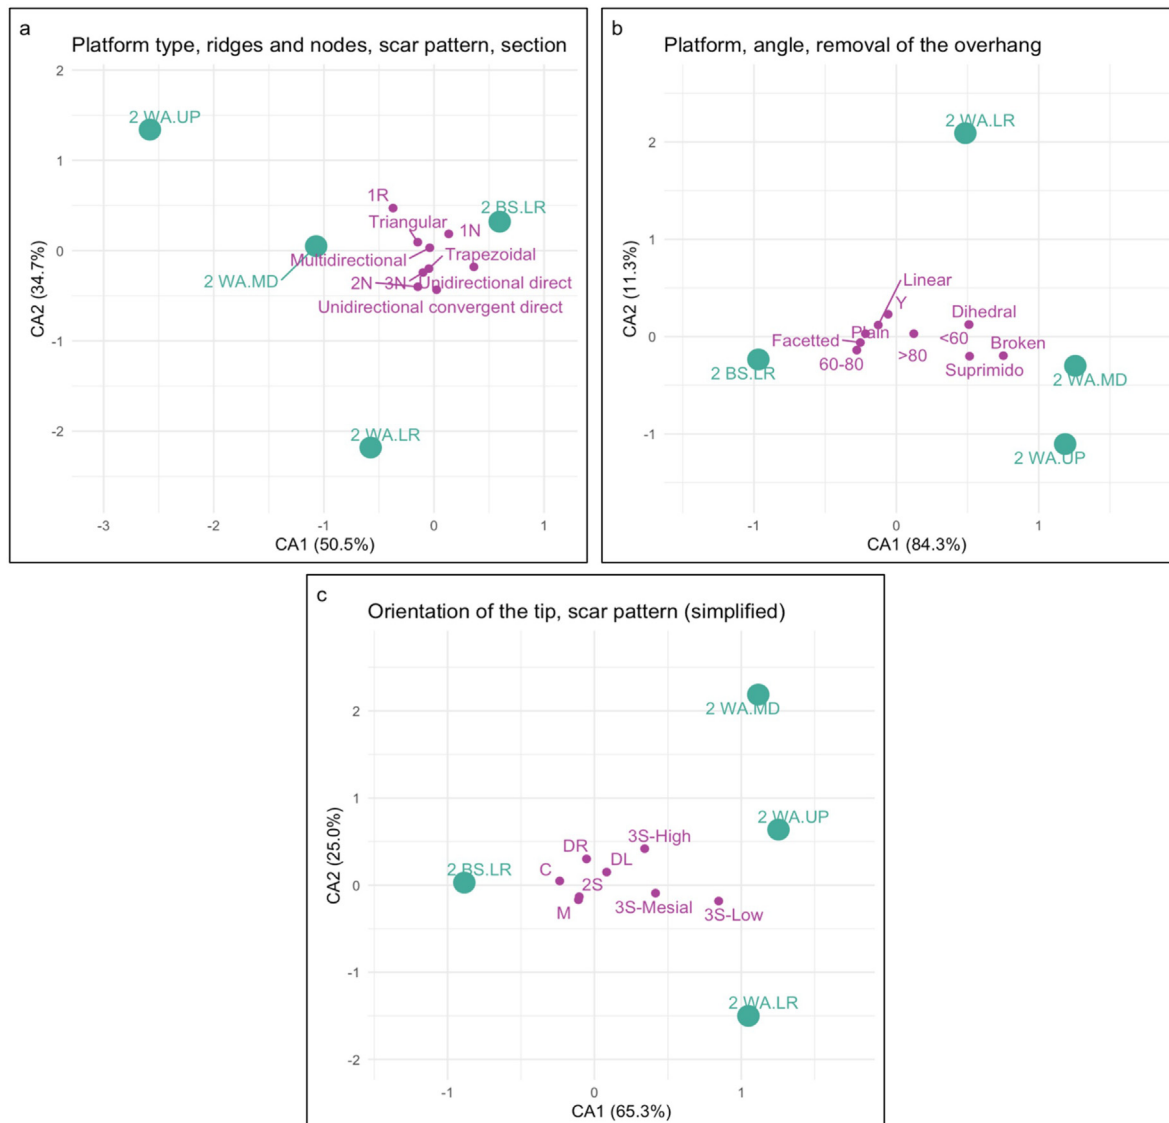 a
Platform type, ridges and nodes, scar pattern, section
2
2 WA.UP
1
1R
2 BS.LR
Triangular
1N
0
Multidirectional
Trapezoidal
2 WA.MD
2N
3N
Unidirectional direct
Unidirectional convergent direct
-1
-2
2 WA.LR
CA2 (34.7%)
-3 -2 -1 0 1
CA1 (50.5%)
b
Platform, angle, removal of the overhang
2 WA.LR
2
1
Linear
Y
Dihedral
0
Plain
<60
Facetted
Broken
60-80
>80
2 BS.LR
Suprimido
2 WA.MD
-1
2 WA.UP
CA2 (11.3%)
-1 0 1
CA1 (84.3%)
c
Orientation of the tip, scar pattern (simplified)
2
2 WA.MD
1
2 WA.UP
3S-High
DR
DL
2 BS.LR
C
0
2S
M
3S-Mesial
3S-Low
-1
2 WA.LR
-2
CA2 (25.0%)
-1 0 1
CA1 (65.3%)